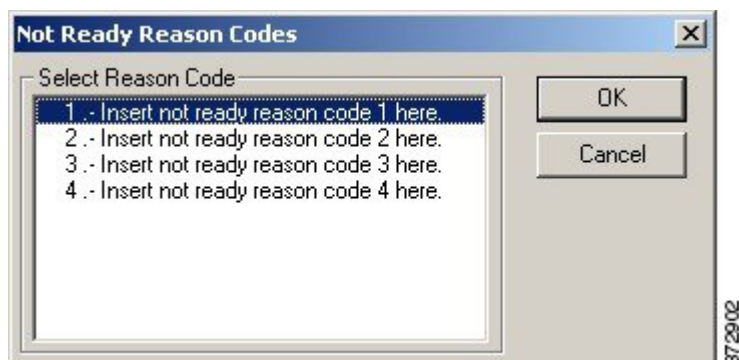 Not Ready Reason Codes
Select Reason Code
1 .- Insert not ready reason code 1 here.
2 .- Insert not ready reason code 2 here.
3 .- Insert not ready reason code 3 here.
4 .- Insert not ready reason code 4 here.
OK
Cancel
372902